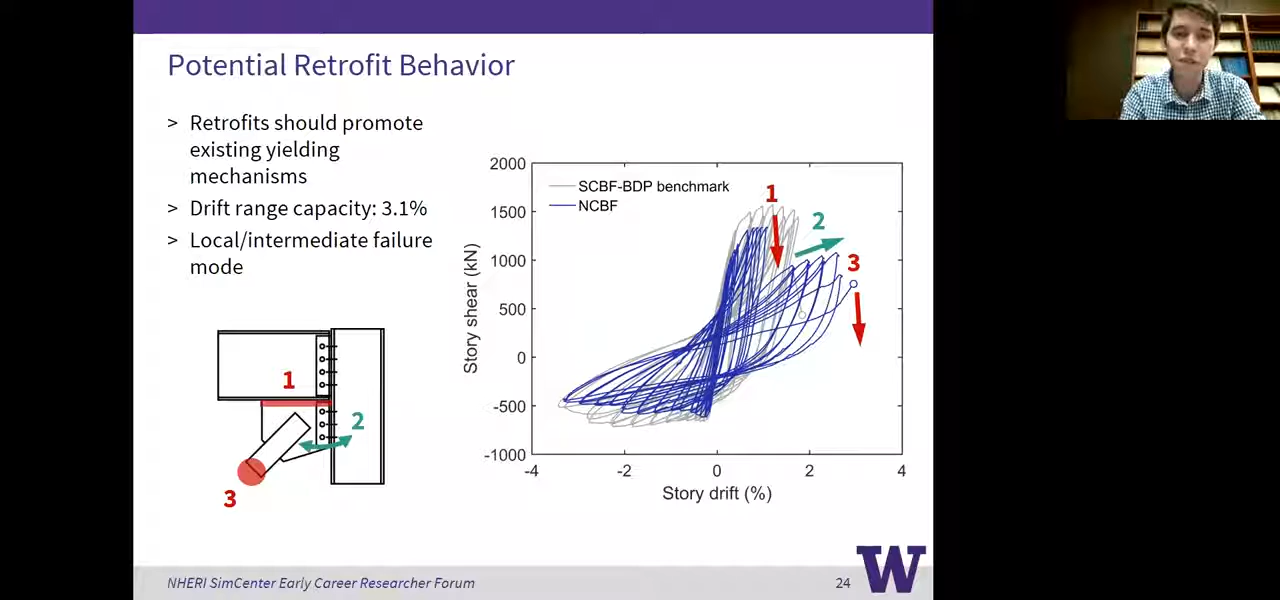 Potential Retrofit Behavior
> Retrofits should promote
existing yielding
mechanisms
> Drift range capacity: 3.1%
> Local/intermediate failure
mode
1
2
3
SCBF-BDP benchmark
NCBF
1
2
3
2000
1500
1000
500
0
-500
-1000
-4
-2
0
2
4
Story shear (kN)
Story drift (%)
NHERI SimCenter Early Career Researcher Forum
24
W